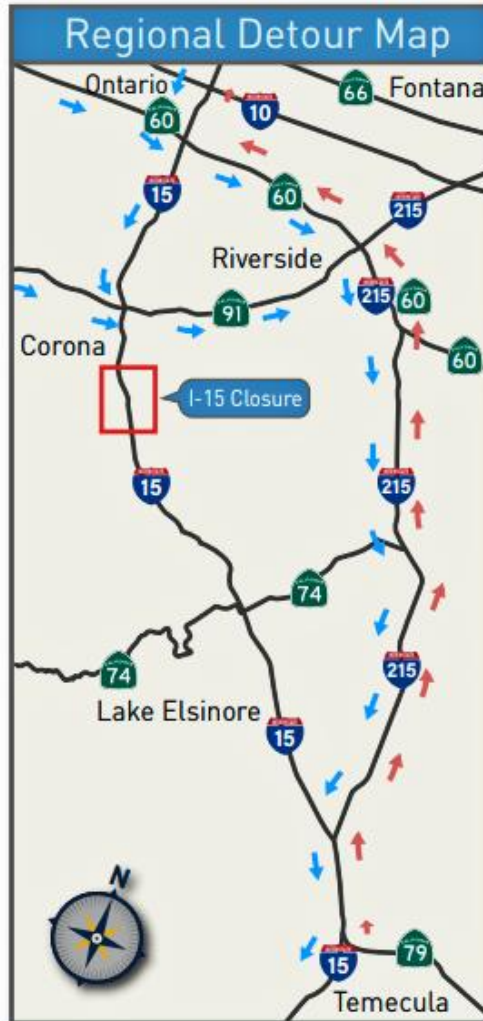 Regional Detour Map
Ontario
66
Fontana
60
10
15
60
215
Riverside
215
60
91
60
Corona
I-15 Closure
15
215
74
74
215
Lake Elsinore
15
N
15
79
Temecula